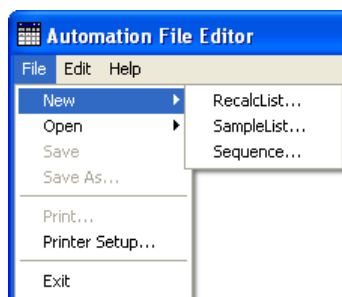 Automation File Editor
File Edit Help
New
RecalcList...
Open
SampleList...
Save
Sequence...
Save As...
Print...
Printer Setup...
Exit